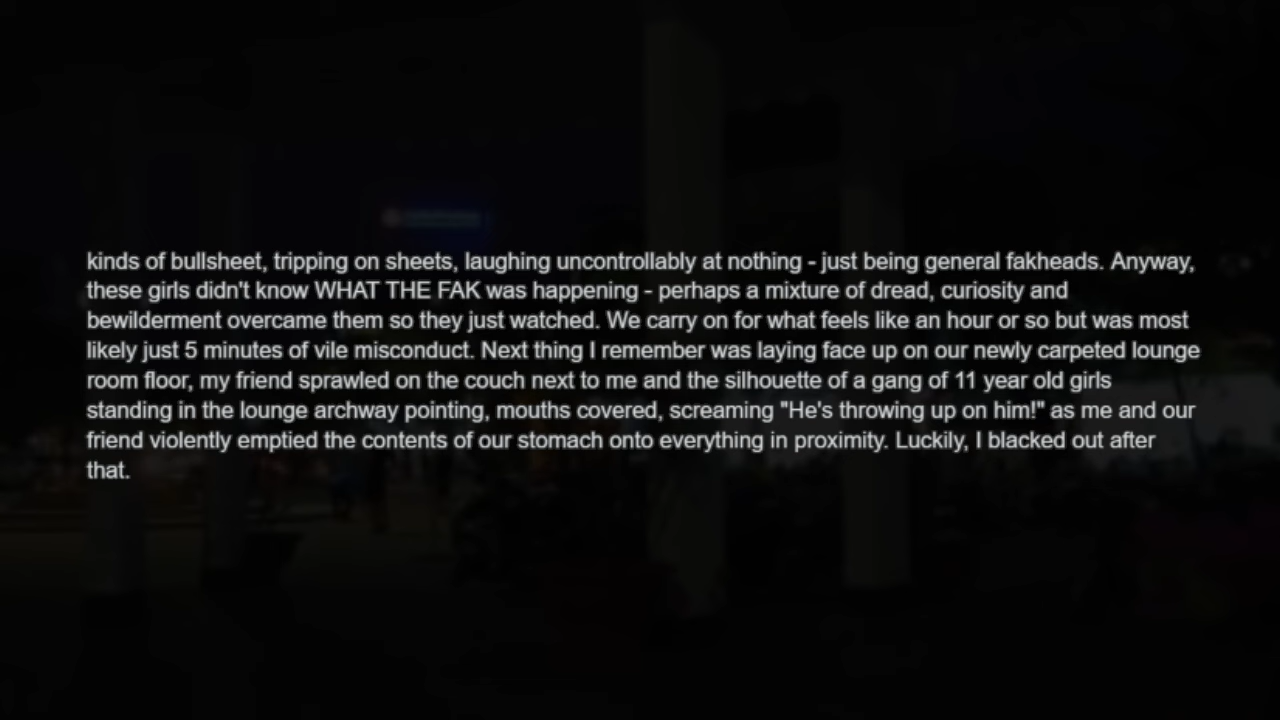 kinds of bullsheet, tripping on sheets, laughing uncontrollably at nothing - just being general fakheads. Anyway,
these girls didn't know WHAT THE FAK was happening - perhaps a mixture of dread, curiosity and
bewilderment overcame them so they just watched. We carry on for what feels like an hour or so but was most
likely just 5 minutes of vile misconduct. Next thing I remember was laying face up on our newly carpeted lounge
room floor, my friend sprawled on the couch next to me and the silhouette of a gang of 11 year old girls
standing in the lounge archway pointing, mouths covered, screaming "He's throwing up on him!" as me and our
friend violently emptied the contents of our stomach onto everything in proximity. Luckily, I blacked out after
that.